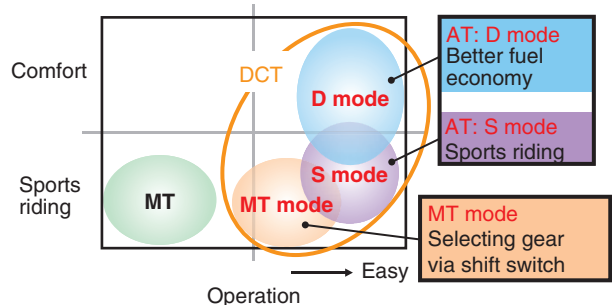 Comfort
Sports
riding
DCT
D mode
S mode
MT mode
MT
AT: D mode
Better fuel
economy
AT: S mode
Sports riding
MT mode
Selecting gear
via shift switch
Easy
Operation